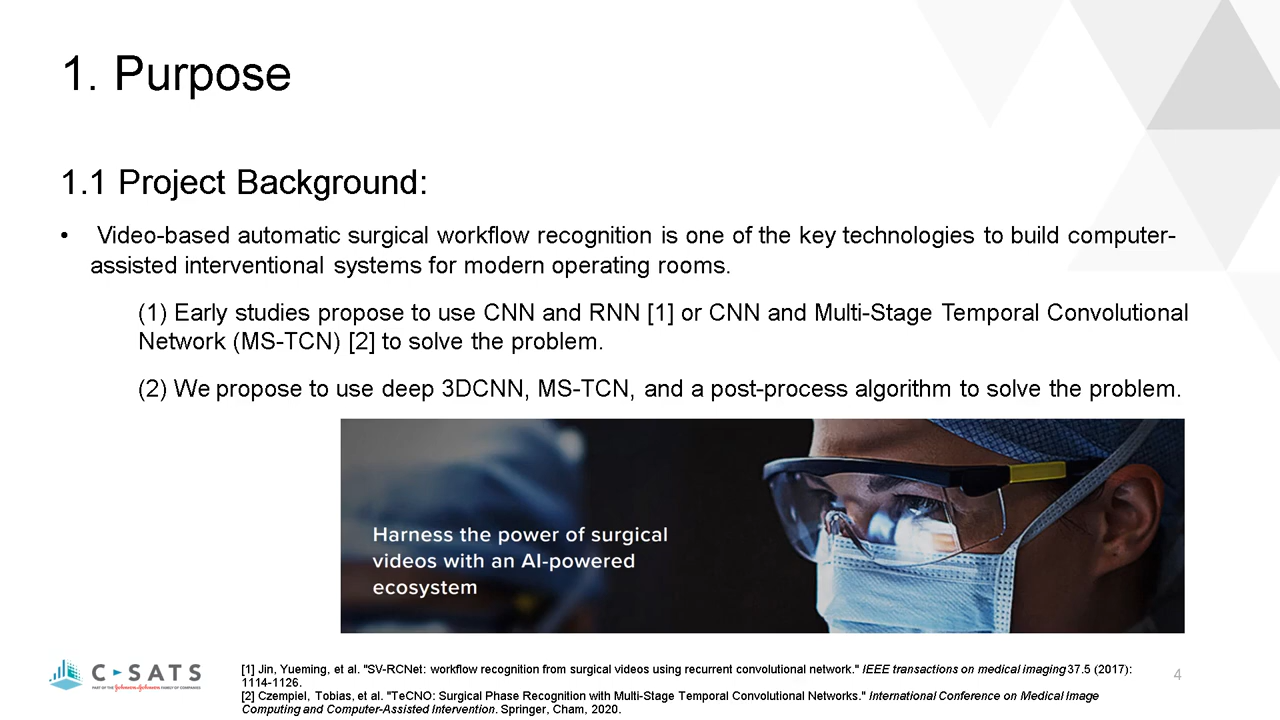 1. Purpose
1.1 Project Background:
• Video-based automatic surgical workflow recognition is one of the key technologies to build computer-
assisted interventional systems for modern operating rooms.
(1) Early studies propose to use CNN and RNN [1] or CNN and Multi-Stage Temporal Convolutional
Network (MS-TCN) [2] to solve the problem.
(2) We propose to use deep 3DCNN, MS-TCN, and a post-process algorithm to solve the problem.
Harness the power of surgical
videos with an AI-powered
ecosystem
C-SATS
PART OF THE Johnson & Johnson FAMILY OF COMPANIES
[1] Jin, Yueming, et al. "SV-RCNet: workflow recognition from surgical videos using recurrent convolutional network." IEEE transactions on medical imaging 37.5 (2017):
1114-1126.
[2] Czempiel, Tobias, et al. "TeCNO: Surgical Phase Recognition with Multi-Stage Temporal Convolutional Networks." International Conference on Medical Image
Computing and Computer-Assisted Intervention. Springer, Cham, 2020.
4